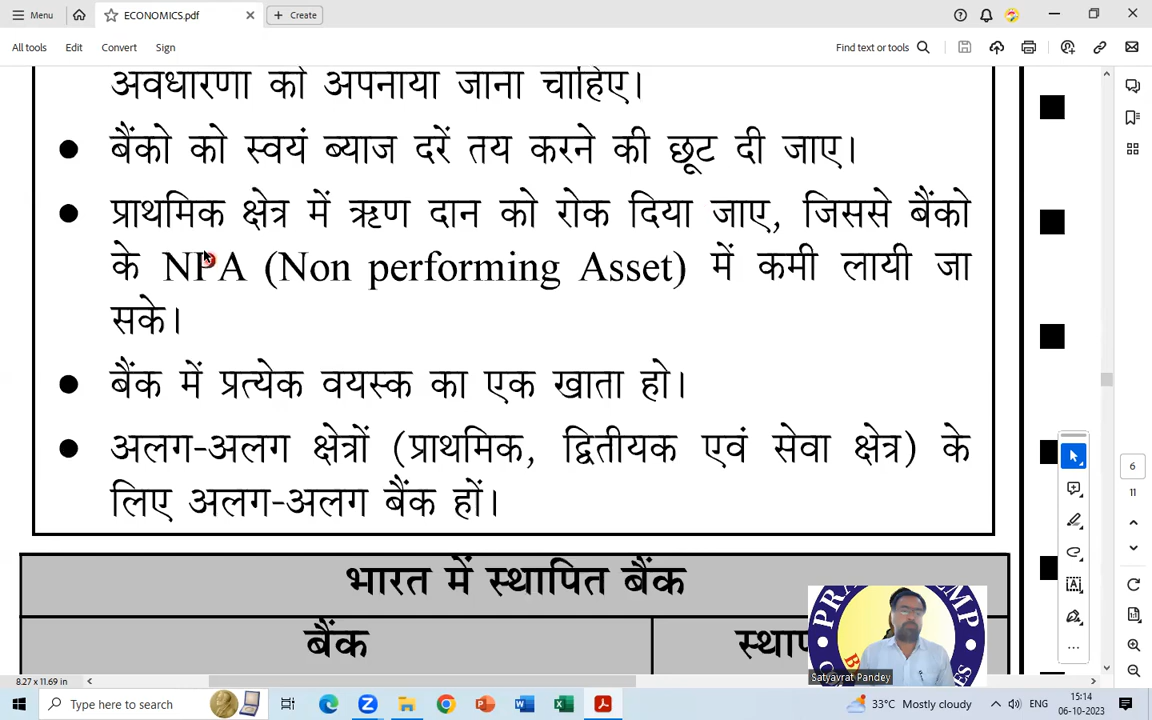 Menu
ECONOMICS.pdf
Create
All tools
Edit
Convert
Sign
Find text or tools
अवधारणा को अपनाया जाना चाहिए।
बैंको को स्वयं ब्याज दरें तय करने की छूट दी जाए।
प्राथमिक क्षेत्र में ऋण दान को रोक दिया जाए, जिससे बैंको
के NPA (Non performing Asset) में कमी लायी जा
सके।
बैंक में प्रत्येक वयस्क का एक खाता हो।
अलग-अलग क्षेत्रों (प्राथमिक, द्वितीयक एवं सेवा क्षेत्र) के
लिए अलग-अलग बैंक हों।
भारत में स्थापित बैंक
बैंक
6
11
Satyavrat Pandey
8.27 x 11.69 in
Type here to search
33°C Mostly cloudy
ENG
15:14
06-10-2023